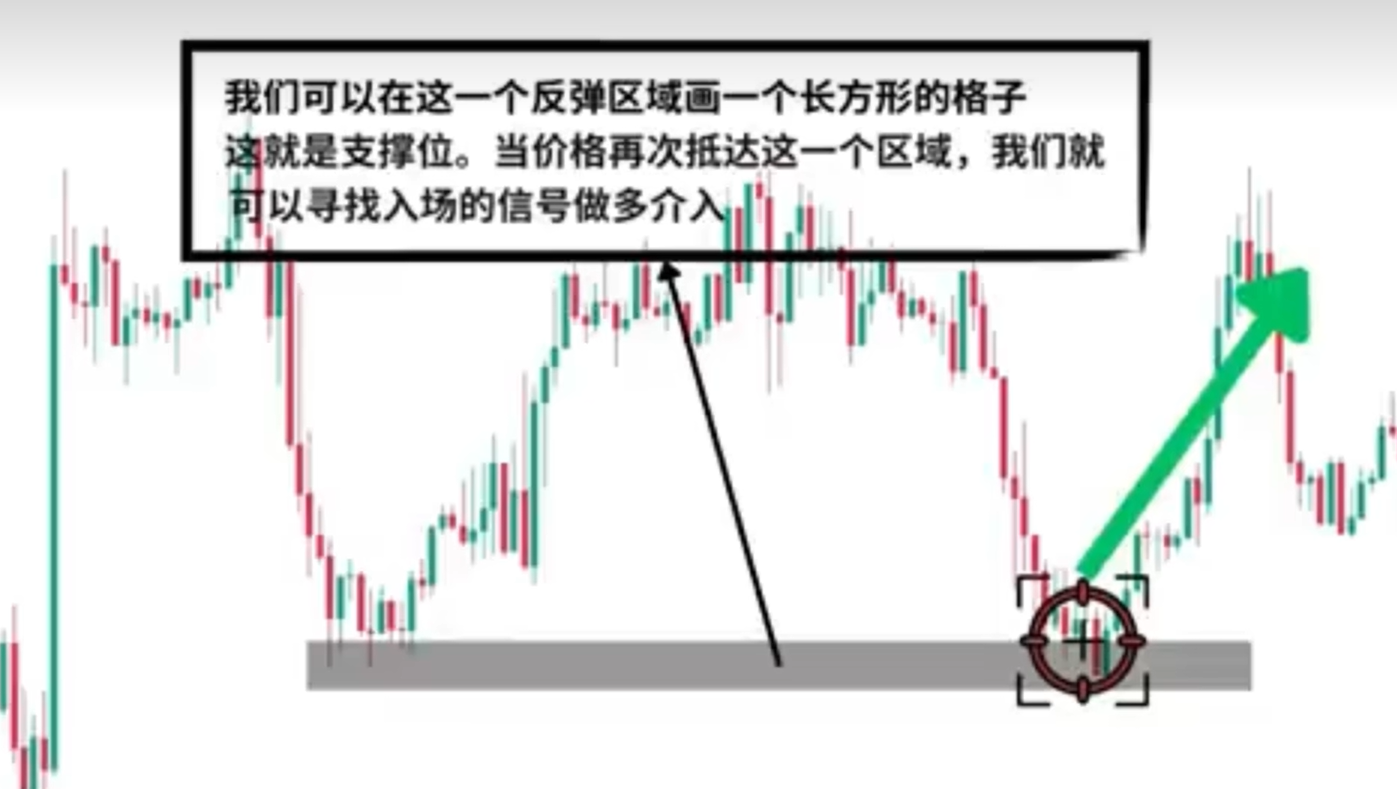 我们可以在这一个反弹区域画一个长方形的格子
这就是支撑位。当价格再次抵达这一个区域，我们就
可以寻找入场的信号做多介入